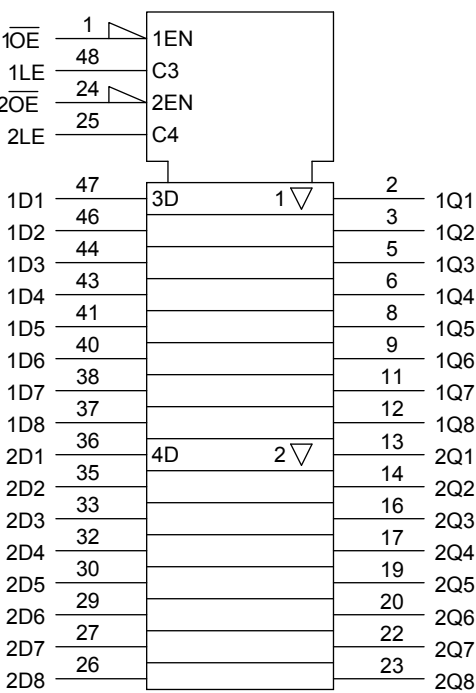 1OE 1 1EN
1LE 48 C3
2OE 24 2EN
2LE 25 C4
1D1 47 3D 1 ▽ 2 1Q1
1D2 46 3 1Q2
1D3 44 5 1Q3
1D4 43 6 1Q4
1D5 41 8 1Q5
1D6 40 9 1Q6
1D7 38 11 1Q7
1D8 37 12 1Q8
2D1 36 4D 2 ▽ 13 2Q1
2D2 35 14 2Q2
2D3 33 16 2Q3
2D4 32 17 2Q4
2D5 30 19 2Q5
2D6 29 20 2Q6
2D7 27 22 2Q7
2D8 26 23 2Q8